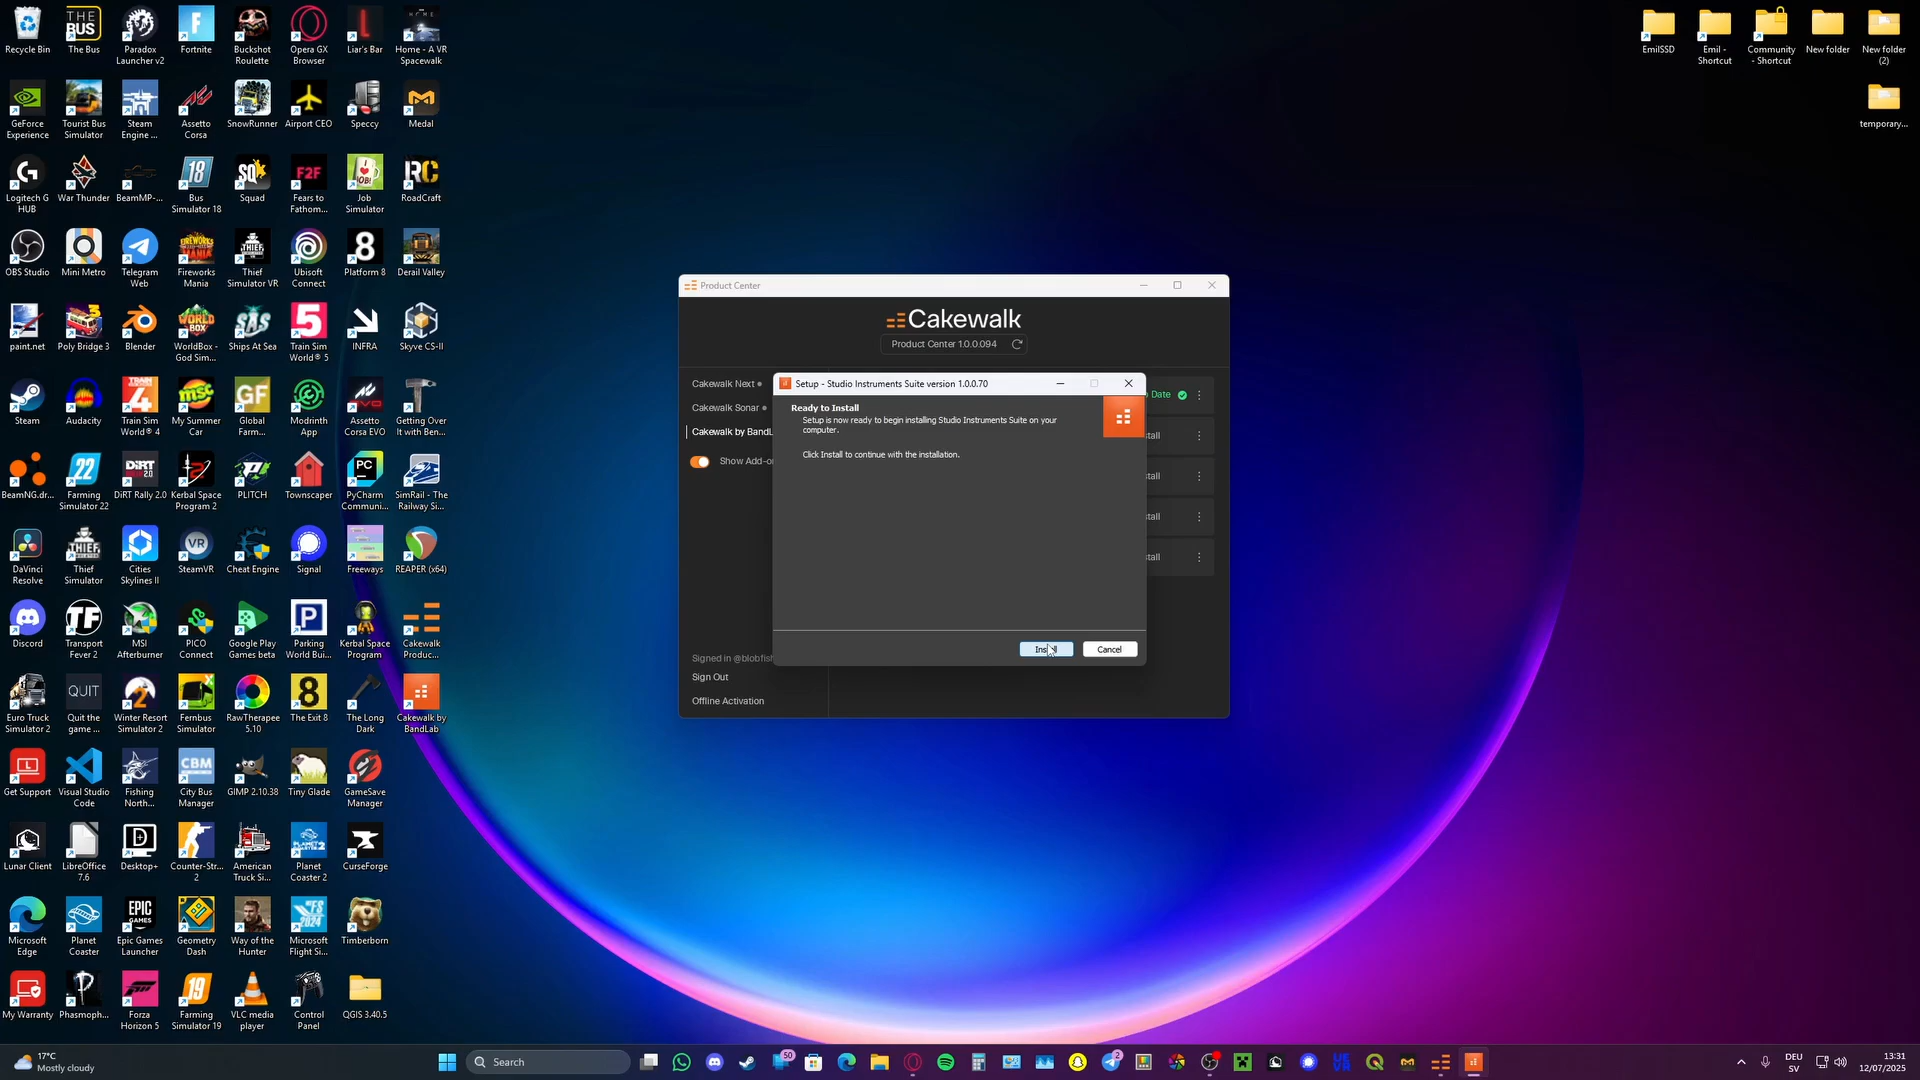 Recycle Bin
The Bus
Paradox
Launcher v2
Fortnite
Buckshot
Roulette
Opera GX
Browser
Liar's Bar
Home - A VR
Spacewalk
EmilSSD
Emil -
Shortcut
Community
- Shortcut
New folder
New folder
(2)
GeForce
Experience
Tourist Bus
Simulator
Steam
Engine ...
Assetto
Corsa
SnowRunner
Airport CEO
Speccy
Medal
temporary...
Logitech G
HUB
War Thunder
BeamMP-...
Bus
Simulator 18
Squad
Fears to
Fathom...
Job
Simulator
RoadCraft
OBS Studio
Mini Metro
Telegram
Web
Fireworks
Mania
Thief
Simulator VR
Ubisoft
Connect
Platform 8
Derail Valley
paint.net
Poly Bridge 3
Blender
WorldBox -
God Sim...
Ships At Sea
Train Sim
World® 5
INFRA
Skyve CS-II
Steam
Audacity
Train Sim
World® 4
My Summer
Car
Global
Farm...
Modrinth
App
Assetto
Corsa EVO
Getting Over
It with Ben...
BeamNG.dr...
Farming
Simulator 22
DiRT Rally 2.0
Kerbal Space
Program 2
PLITCH
Townscaper
PyCharm
Communi...
SimRail - The
Railway Si...
DaVinci
Resolve
Thief
Simulator
Cities
Skylines II
SteamVR
Cheat Engine
Signal
Freeways
REAPER (x64)
Discord
Transport
Fever 2
MSI
Afterburner
PICO
Connect
Google Play
Games beta
Parking
World Bui...
Kerbal Space
Program
Cakewalk
Produc...
Euro Truck
Simulator 2
Quit the
game ...
Winter Resort
Simulator 2
Fernbus
Simulator
RawTherapee
5.10
The Exit 8
The Long
Dark
Cakewalk by
BandLab
Get Support
Visual Studio
Code
Fishing
North...
City Bus
Manager
GIMP 2.10.38
Tiny Glade
GameSave
Manager
Lunar Client
LibreOffice
7.6
Desktop+
Counter-Str...
2
American
Truck Si...
Planet
Coaster 2
CurseForge
Microsoft
Edge
Planet
Coaster
Epic Games
Launcher
Geometry
Dash
Way of the
Hunter
Microsoft
Flight Si...
Timberborn
My Warranty
Phasmoph...
Forza
Horizon 5
Farming
Simulator 19
VLC media
player
Control
Panel
QGIS 3.40.5
Product Center
Cakewalk
Product Center 1.0.0.094
Cakewalk Next
Cakewalk Sonar
Cakewalk by BandL
Show Add-o
Date
stall
stall
stall
stall
Signed in @blobfish
Sign Out
Offline Activation
Setup - Studio Instruments Suite version 1.0.0.70
Ready to Install
Setup is now ready to begin installing Studio Instruments Suite on your
computer.
Click Install to continue with the installation.
Install
Cancel
17°C
Mostly cloudy
Search
50
2
DEU
SV
13:31
12/07/2025